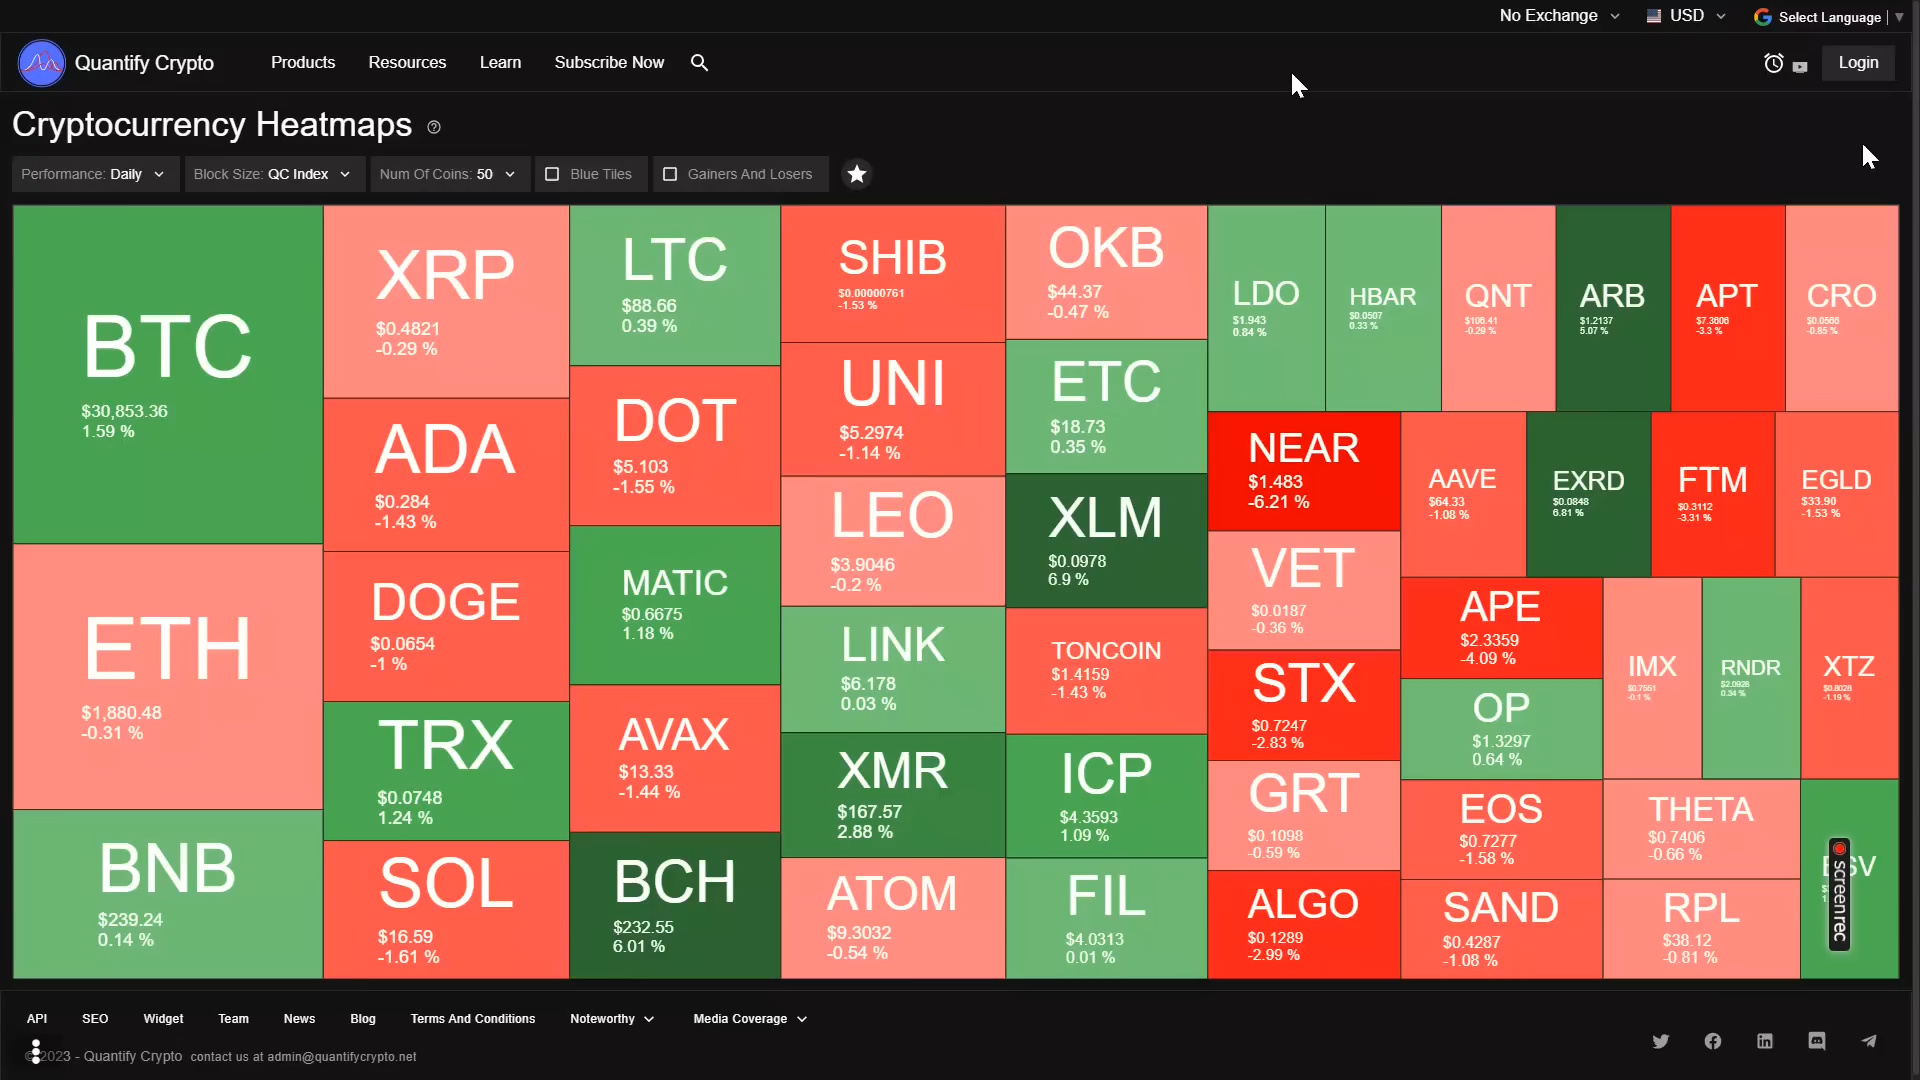 No Exchange
USD
Select Language
Quantify Crypto
Products
Resources
Learn
Subscribe Now
Login
Cryptocurrency Heatmaps
Performance: Daily
Block Size: QC Index
Num Of Coins: 50
Blue Tiles
Gainers And Losers
BTC
$30,853.36
1.59 %
ETH
$1,880.48
-0.31 %
BNB
$239.24
0.14 %
XRP
$0.4821
-0.29 %
ADA
$0.284
-1.43 %
DOGE
$0.0654
-1 %
TRX
$0.0748
1.24 %
SOL
$16.59
-1.61 %
LTC
$88.66
0.39 %
DOT
$5.103
-1.55 %
MATIC
$0.6675
1.18 %
AVAX
$13.33
-1.44 %
BCH
$232.55
6.01 %
SHIB
$0.00000761
-1.53 %
UNI
$5.2974
-1.14 %
LEO
$3.9046
-0.2 %
LINK
$6.178
0.03 %
XMR
$167.57
2.88 %
ATOM
$9.3032
-0.54 %
OKB
$44.37
-0.47 %
ETC
$18.73
0.35 %
XLM
$0.0978
6.9 %
TONCOIN
$1.4159
-1.43 %
ICP
$4.3593
1.09 %
FIL
$4.0313
0.01 %
LDO
$1.943
0.84 %
HBAR
$0.0507
0.33 %
QNT
$106.41
-0.29 %
ARB
$1.2137
5.07 %
APT
$7.3606
-3.3 %
CRO
$0.0566
-0.85 %
NEAR
$1.483
-6.21 %
VET
$0.0187
-0.36 %
STX
$0.7247
-2.83 %
GRT
$0.1098
-0.59 %
ALGO
$0.1289
-2.99 %
AAVE
$64.33
-1.08 %
EXRD
$0.0848
6.81 %
FTM
$0.3112
-3.31 %
EGLD
$33.90
-1.53 %
APE
$2.3359
-4.09 %
OP
$1.3297
0.64 %
EOS
$0.7277
-1.58 %
SAND
$0.4287
-1.08 %
IMX
-0.1 %
RNDR
0.34 %
XTZ
$0.8028
-1.19 %
THETA
$0.7406
-0.66 %
RPL
$38.12
-0.81 %
screenrec
API
SEO
Widget
Team
News
Blog
Terms And Conditions
Noteworthy
Media Coverage
2023 - Quantify Crypto contact us at admin@quantifycrypto.net